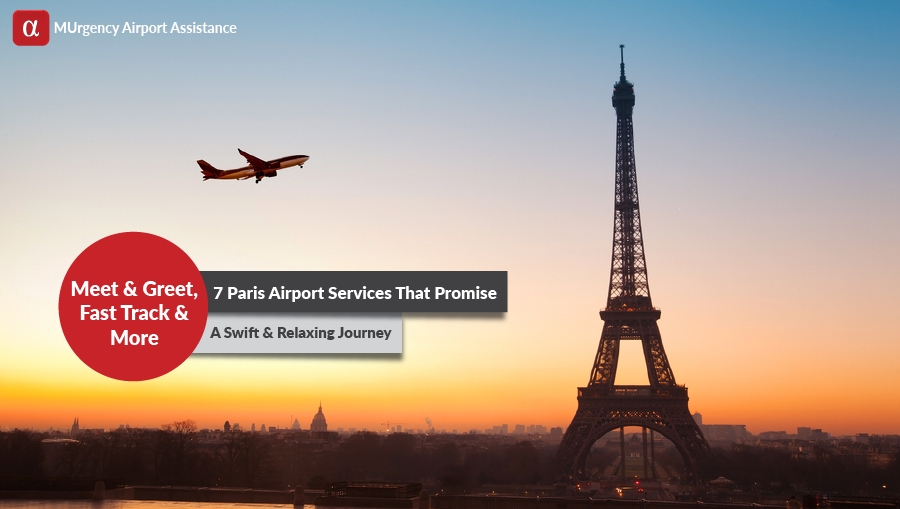 α MUrgency Airport Assistance
Meet & Greet,
Fast Track &
More
7 Paris Airport Services That Promise
A Swift & Relaxing Journey